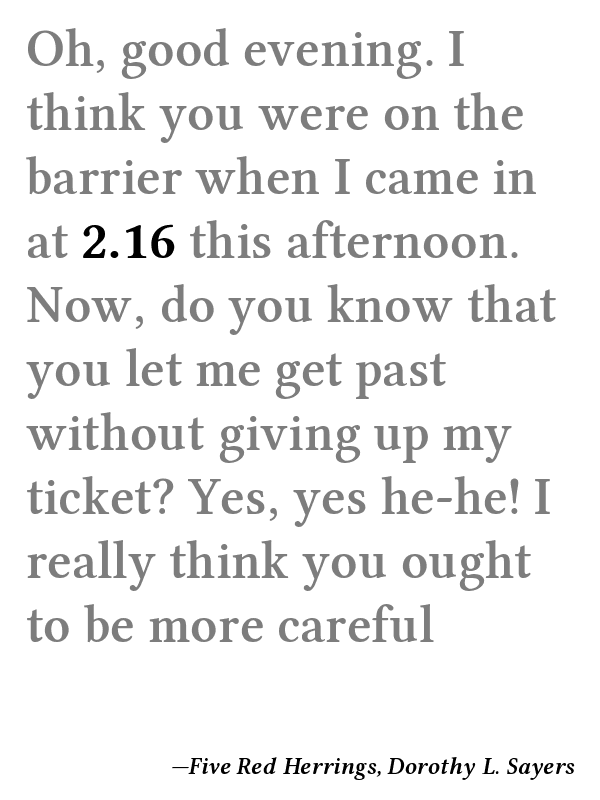 Oh, good evening. I
think you were on the
barrier when I came in
at 2.16 this afternoon.
Now, do you know that
you let me get past
without giving up my
ticket? Yes, yes he-he! I
really think you ought
to be more careful
—Five Red Herrings, Dorothy L. Sayers